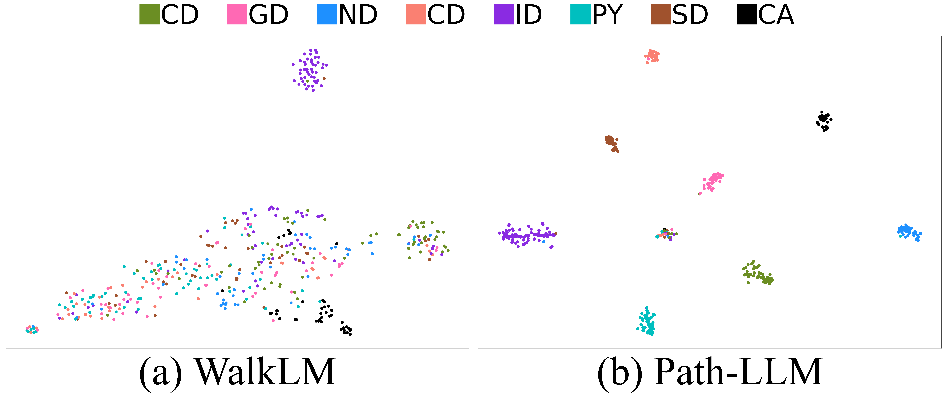 CD GD ND CD ID PY SD CA
(a) WalkLM (b) Path-LLM